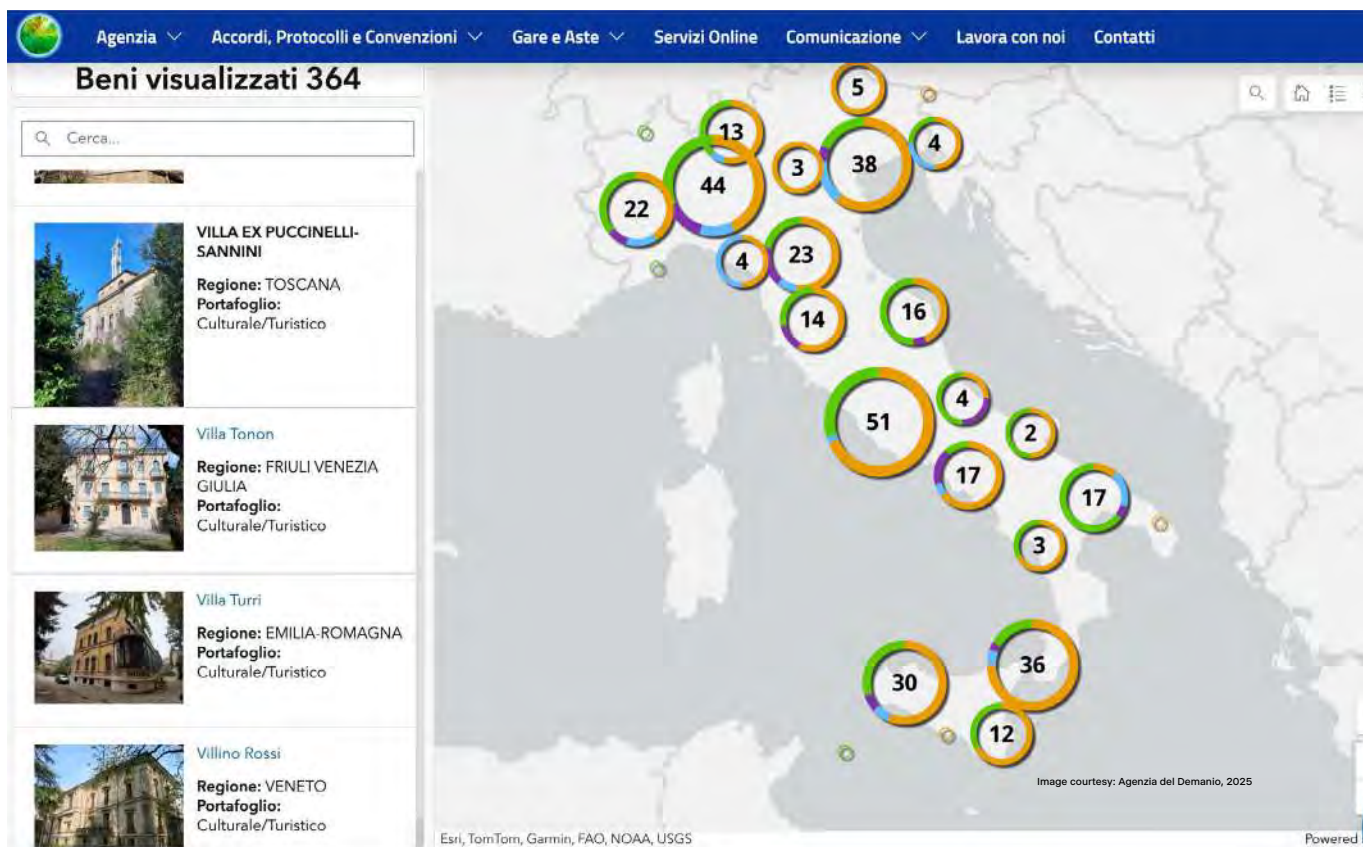 Agenzia Accordi, Protocolli e Convenzioni Gare e Aste Servizi Online Comunicazione Lavora con noi Contatti
Beni visualizzati 364
Cerca...
VILLA EX PUCCINELLI-
SANNINI
Regione: TOSCANA
Portafoglio:
Culturale/Turistico
Villa Tonon
Regione: FRIULI VENEZIA
GIULIA
Portafoglio:
Culturale/Turistico
Villa Turri
Regione: EMILIA-ROMAGNA
Portafoglio:
Culturale/Turistico
Villino Rossi
Regione: VENETO
Portafoglio:
Culturale/Turistico
5
13
4
38
3
44
22
23
4
16
14
4
51
2
17
17
3
36
30
12
Image courtesy: Agenzia del Demanio, 2025
Esri, TomTom, Garmin, FAO, NOAA, USGS
Powered